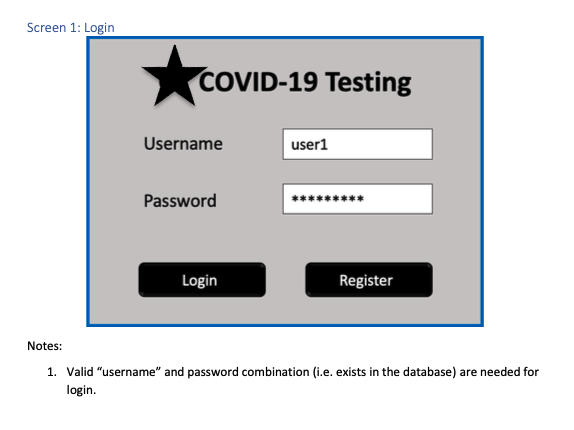 Screen 1: Login
COVID-19 Testing
Username
user1
Password
*********
Login
Register
Notes:
1. Valid “username” and password combination (i.e. exists in the database) are needed for
login.